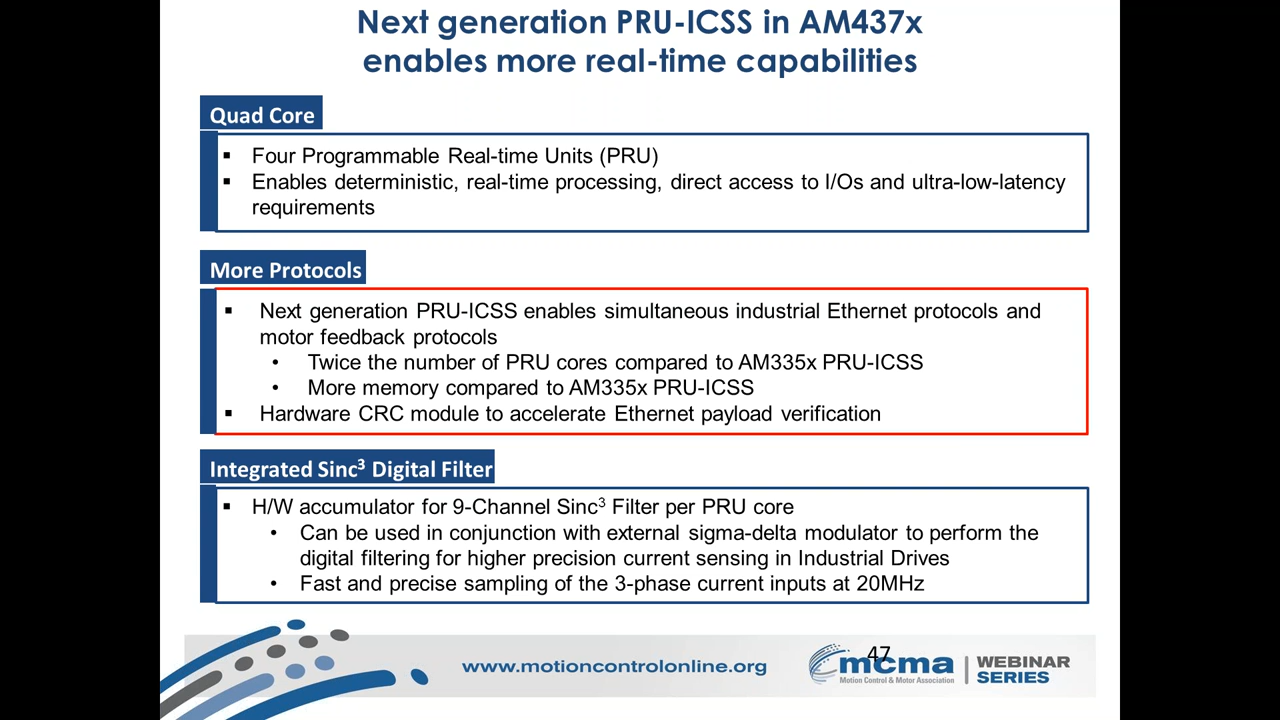 Next generation PRU-ICSS in AM437x
enables more real-time capabilities
Quad Core
▪ Four Programmable Real-time Units (PRU)
▪ Enables deterministic, real-time processing, direct access to I/Os and ultra-low-latency
requirements
More Protocols
▪ Next generation PRU-ICSS enables simultaneous industrial Ethernet protocols and
motor feedback protocols
• Twice the number of PRU cores compared to AM335x PRU-ICSS
• More memory compared to AM335x PRU-ICSS
▪ Hardware CRC module to accelerate Ethernet payload verification
Integrated Sinc³ Digital Filter
▪ H/W accumulator for 9-Channel Sinc³ Filter per PRU core
• Can be used in conjunction with external sigma-delta modulator to perform the
digital filtering for higher precision current sensing in Industrial Drives
• Fast and precise sampling of the 3-phase current inputs at 20MHz
www.motioncontrolonline.org
47
mcma
Motion Control & Motor Association
WEBINAR
SERIES